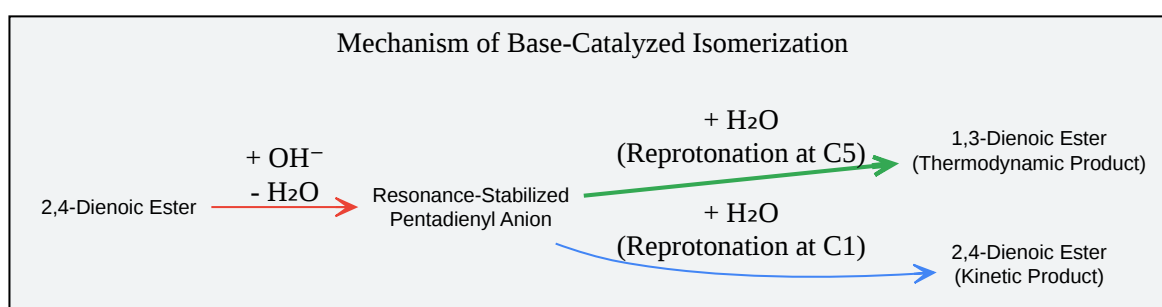 Mechanism of Base-Catalyzed Isomerization
2,4-Dienoic Ester
+ OH⁻
- H₂O
Resonance-Stabilized
Pentadienyl Anion
+ H₂O
(Reprotonation at C5)
1,3-Dienoic Ester
(Thermodynamic Product)
+ H₂O
(Reprotonation at C1)
2,4-Dienoic Ester
(Kinetic Product)